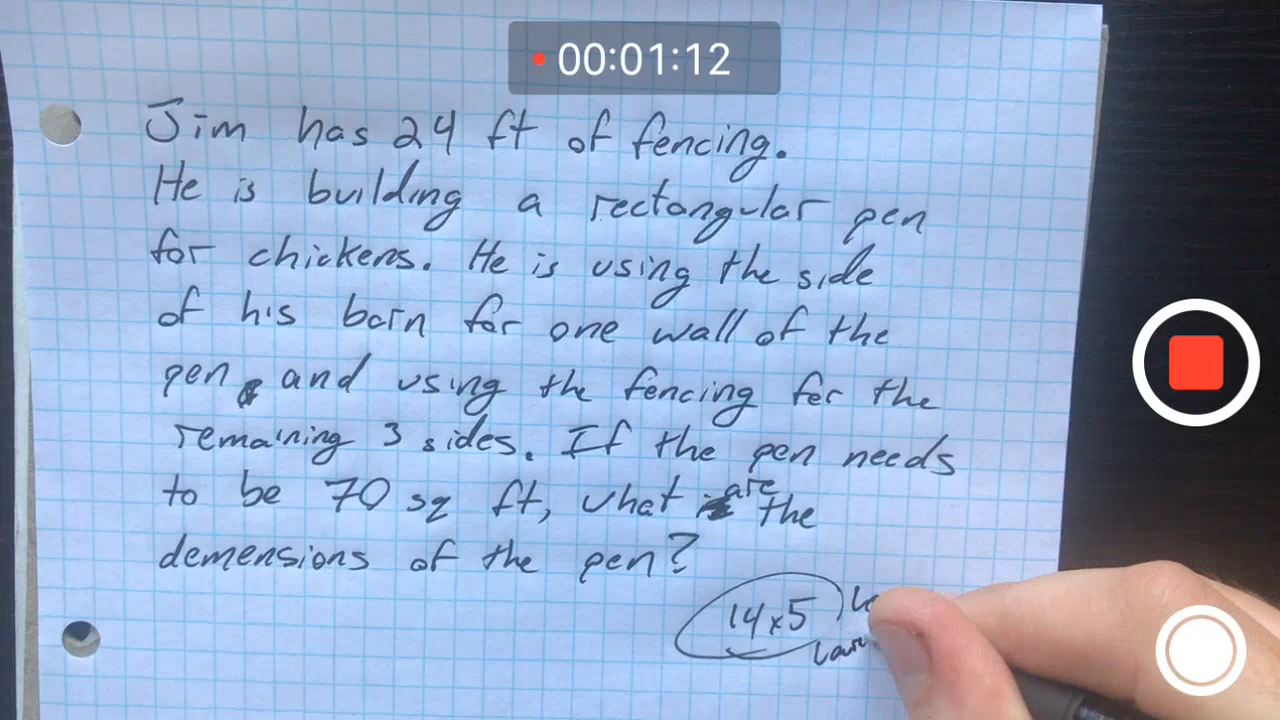 00:01:12
Jim has 24 ft of fencing.
He is building a rectangular pen
for chickens. He is using the side
of his barn for one wall of the
pen and using the fencing for the
remaining 3 sides. If the pen needs
to be 70 sq ft, what are the
demensions of the pen?
14x5